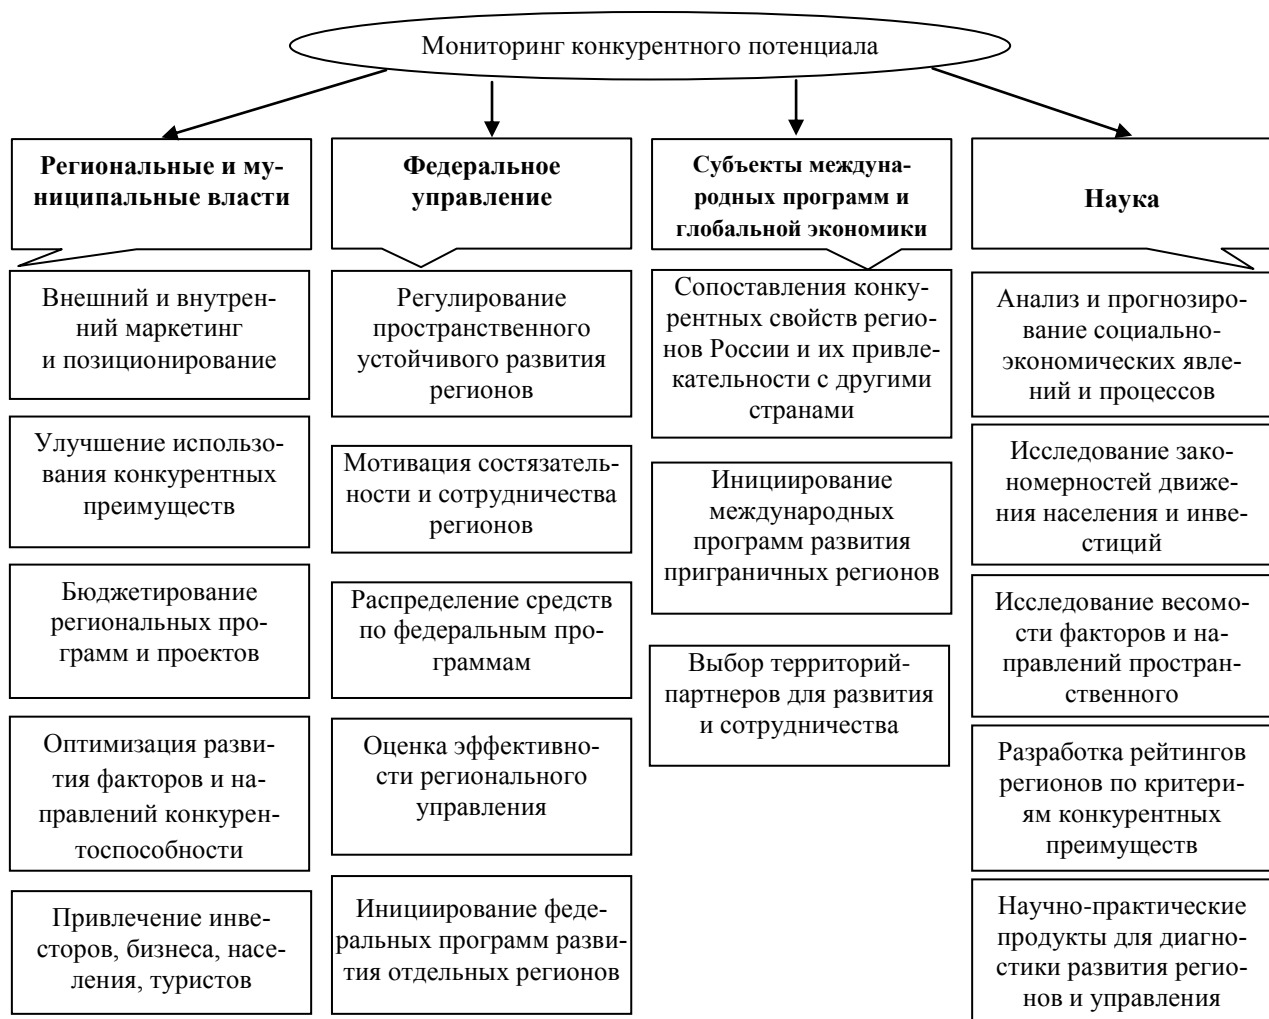 Мониторинг конкурентного потенциала
Региональные и му-
ниципальные власти
Внешний и внутрен-
ний маркетинг
и позиционирование
Улучшение использо-
вания конкурентных
преимуществ
Бюджетирование
региональных про-
грамм и проектов
Оптимизация разви-
тия факторов и на-
правлений конкурен-
тоспособности
Привлечение инве-
сторов, бизнеса, насе-
ления, туристов
Федеральное
управление
Регулирование
пространственного
устойчивого развития
регионов
Мотивация состязатель-
ности и сотрудничества
регионов
Распределение средств
по федеральным про-
граммам
Оценка эффективно-
сти регионального
управления
Инициирование феде-
ральных программ разви-
тия отдельных регионов
Субъекты междуна-
родных программ и
глобальной экономики
Сопоставления конку-
рентных свойств регио-
нов России и их привле-
кательности с другими
странами
Инициирование
международных
программ развития
приграничных регионов
Выбор территорий-
партнеров для развития
и сотрудничества
Наука
Анализ и прогнозиро-
вание социально-
экономических явле-
ний и процессов
Исследование зако-
номерностей движе-
ния населения и инве-
стиций
Исследование весомо-
сти факторов и на-
правлений простран-
ственного
Разработка рейтингов
регионов по критери-
ям конкурентных
преимуществ
Научно-практические
продукты для диагно-
стики развития регио-
нов и управления